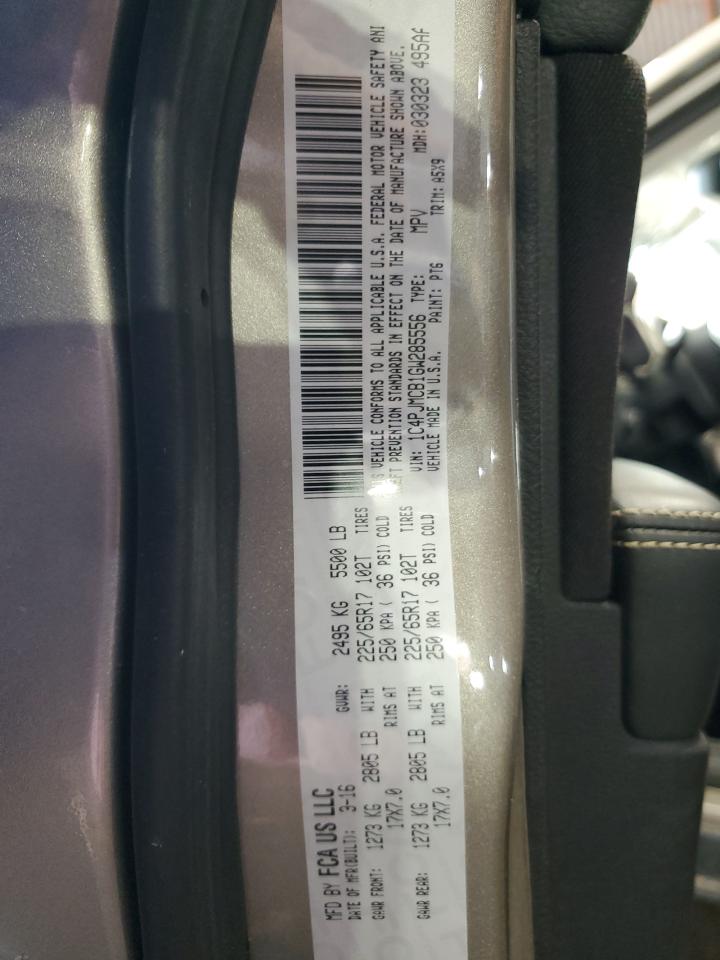 MFD BY FCA US LLC
DATE OF MFR(BUILT): 3-16 GVWR: 2495 KG 5500 LB
GAWR FRONT: 1273 KG 2805 LB WITH 225/65R17 102T TIRES
17X7.0 RIMS AT 250 KPA ( 36 PSI) COLD
GAWR REAR: 1273 KG 2805 LB WITH 225/65R17 102T TIRES
17X7.0 RIMS AT 250 KPA ( 36 PSI) COLD
VEHICLE CONFORMS TO ALL APPLICABLE U.S.A. FEDERAL MOTOR VEHICLE SAFETY AND
THEFT PREVENTION STANDARDS IN EFFECT ON THE DATE OF MANUFACTURE SHOWN ABOVE.
VIN: 1C4PJMCB1GW285556 TYPE: MPV MDH:030323 495AF
VEHICLE MADE IN U.S.A. PAINT: PTG TRIM: A5X9